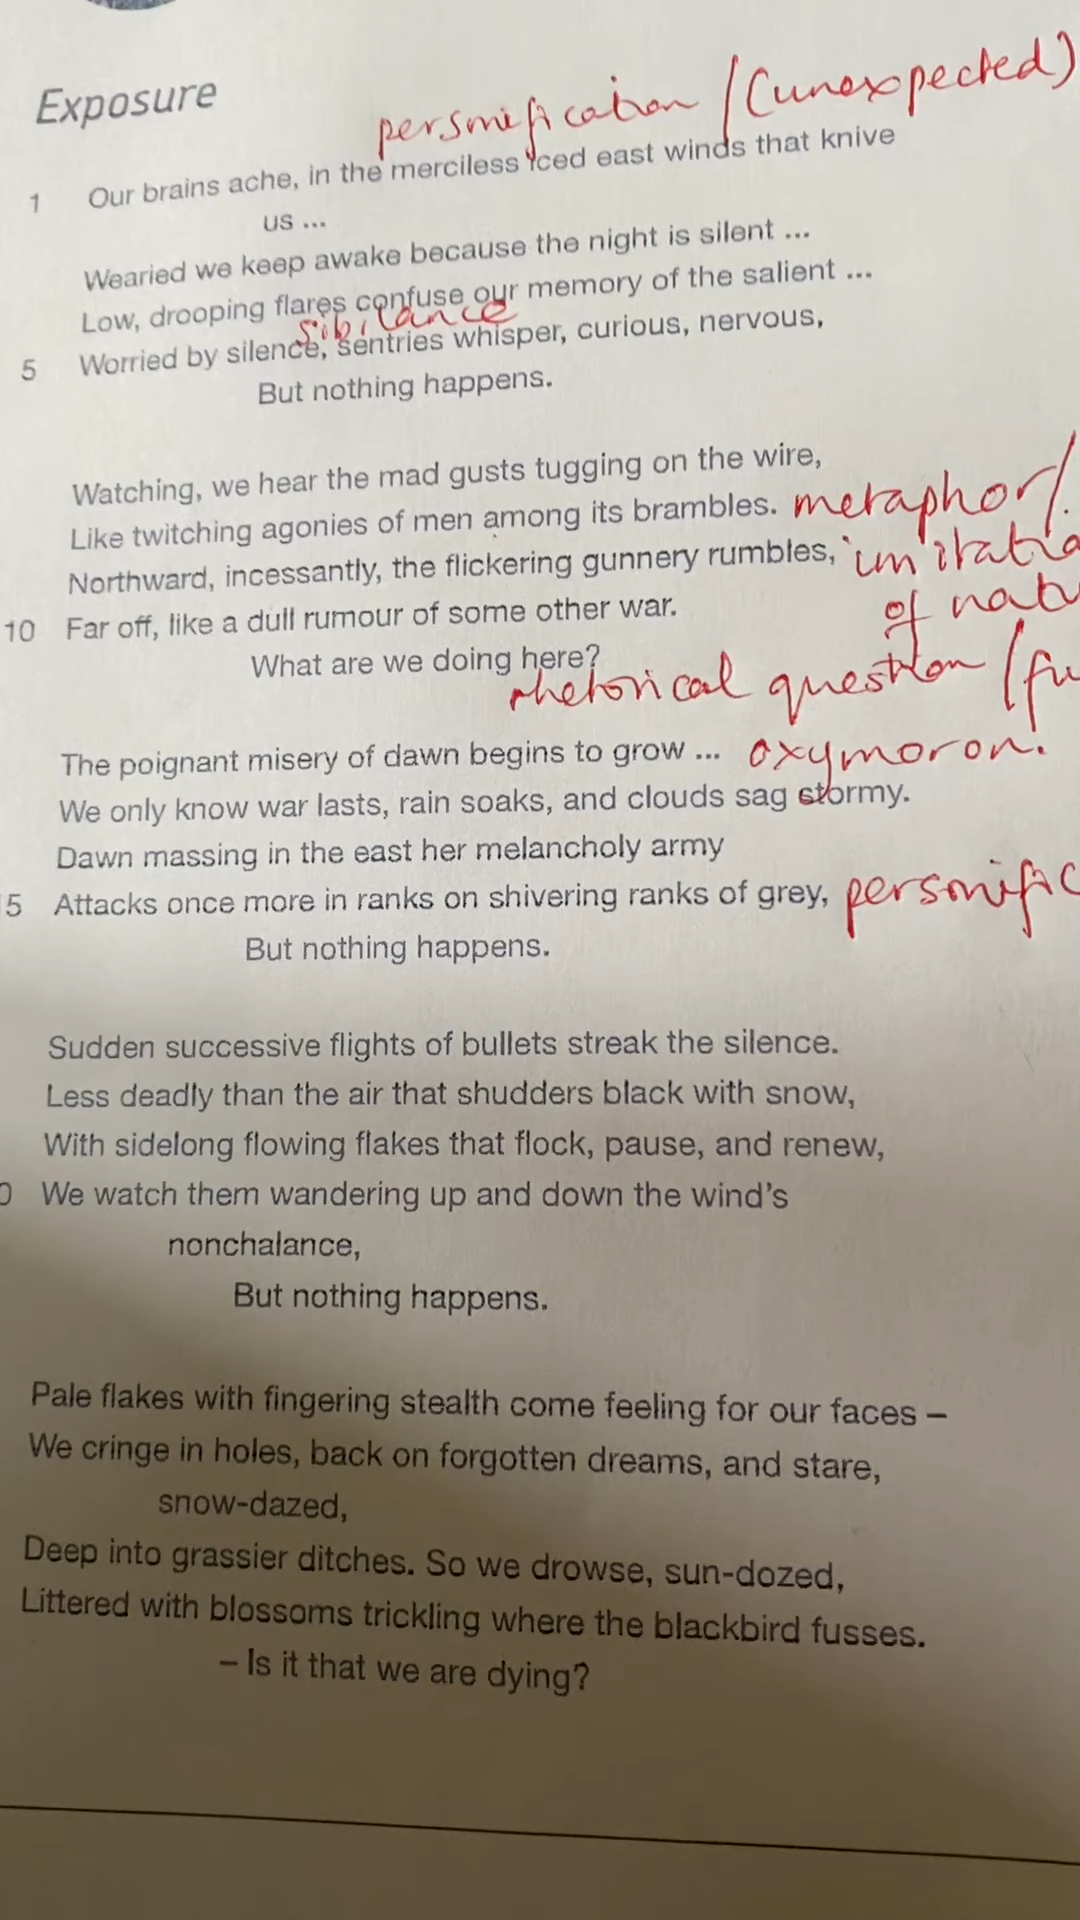 Exposure
personification / (unexpected)
1 Our brains ache, in the merciless iced east winds that knive
us ...
Wearied we keep awake because the night is silent ...
Low, drooping flares confuse our memory of the salient ...
sibilance
5 Worried by silence, sentries whisper, curious, nervous,
But nothing happens.
Watching, we hear the mad gusts tugging on the wire,
Like twitching agonies of men among its brambles. metaphor/
Northward, incessantly, the flickering gunnery rumbles,
of
10 Far off, like a dull rumour of some other war.
What are we doing here?
rhetorical question /
The poignant misery of dawn begins to grow ... oxymoron.
We only know war lasts, rain soaks, and clouds sag stormy.
Dawn massing in the east her melancholy army
5 Attacks once more in ranks on shivering ranks of grey, personific
But nothing happens.
Sudden successive flights of bullets streak the silence.
Less deadly than the air that shudders black with snow,
With sidelong flowing flakes that flock, pause, and renew,
0 We watch them wandering up and down the wind's
nonchalance,
But nothing happens.
Pale flakes with fingering stealth come feeling for our faces –
We cringe in holes, back on forgotten dreams, and stare,
snow-dazed,
Deep into grassier ditches. So we drowse, sun-dozed,
Littered with blossoms trickling where the blackbird fusses.
– Is it that we are dying?